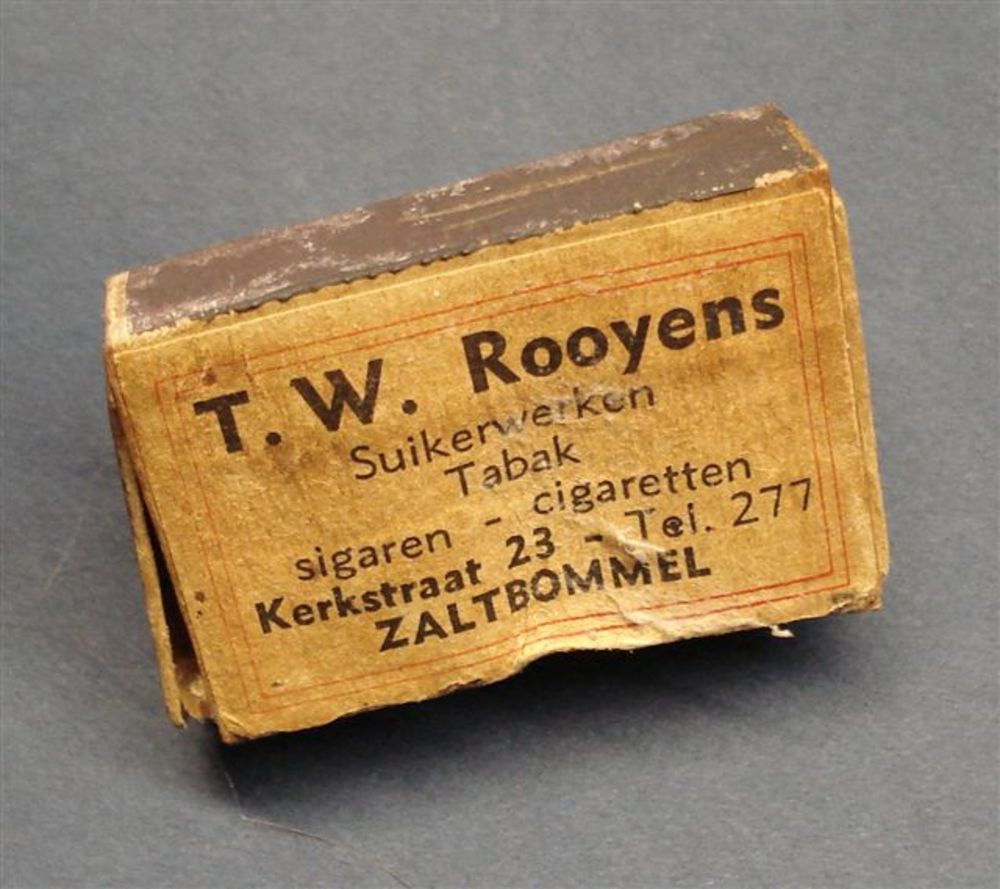 T. W. Rooyens
Suikerwerken
Tabak
sigaren - cigaretten
Kerkstraat 23 - Tel. 277
ZALTBOMMEL